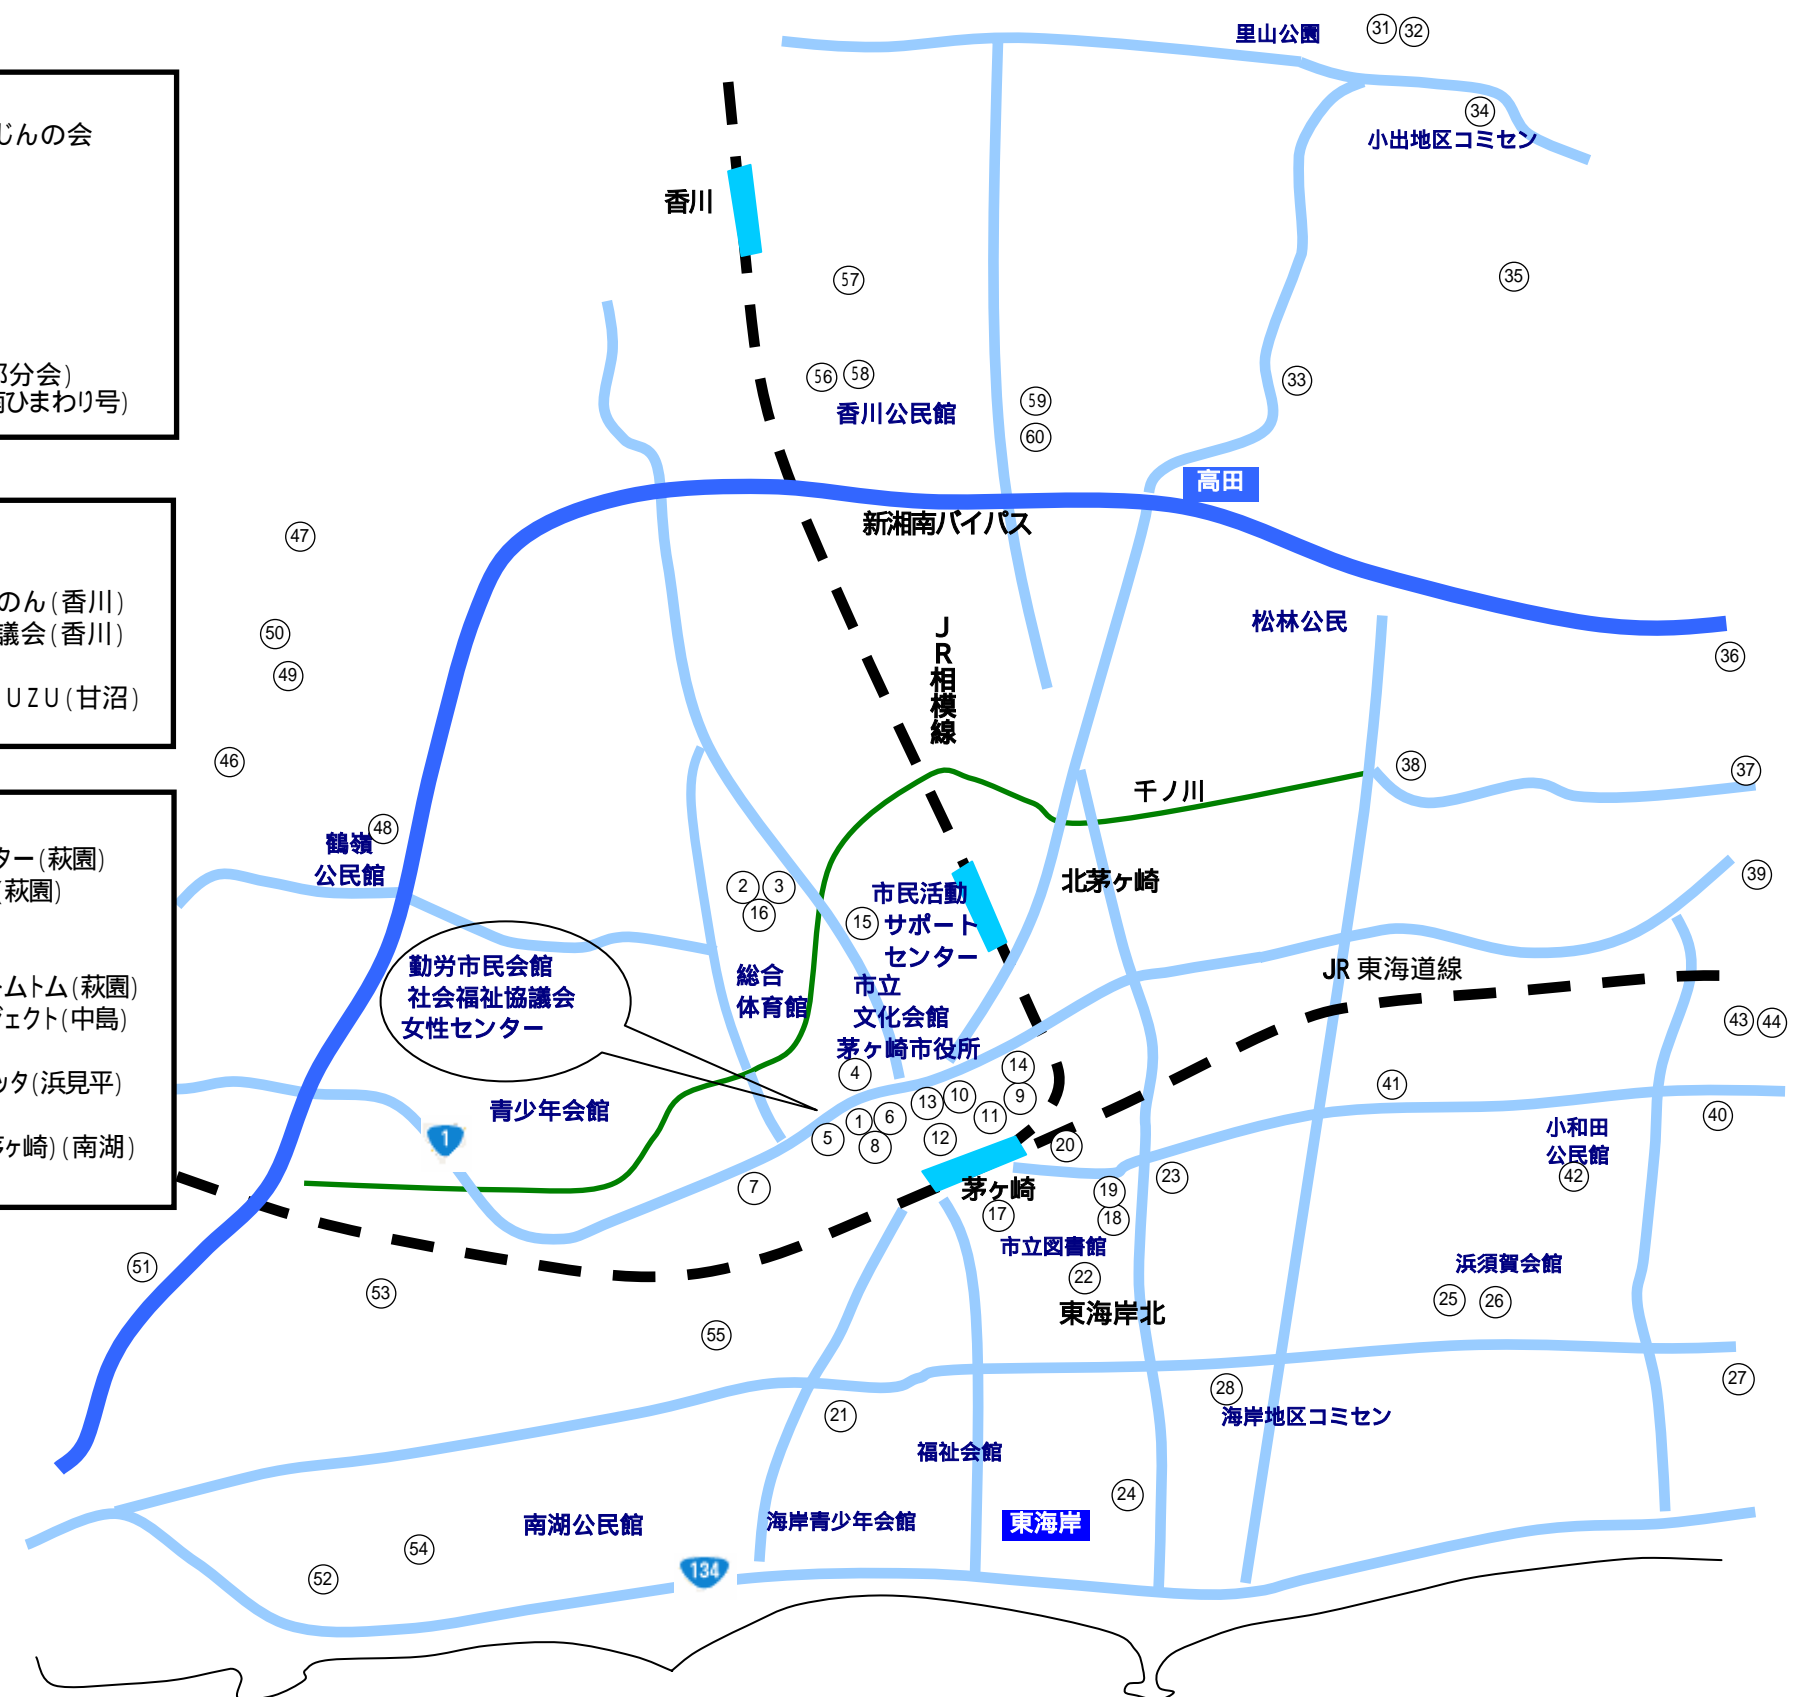 里山公園
31 32
34
小出地区コミセン
じんの会
香川
35
57
部分会)
南ひまわり号)
56 58
33
香川公民館
59
60
高田
新湘南バイパス
47
のん(香川)
議会(香川)
50
松林公民
JR相模線
36
49
UZU(甘沼)
46
38
37
千ノ川
48
鶴嶺
公民館
ター(萩園)
(萩園)
北茅ヶ崎
39
2 3
16
15
市民活動
サポート
センター
勤労市民会館
社会福祉協議会
女性センター
総合
体育館
市立
文化会館
茅ヶ崎市役所
JR東海道線
ームトム(萩園)
ジェクト(中島)
43 44
4
14
41
ッタ(浜見平)
青少年会館
13 10
9
1 6
11
40
1
5
8
12
20
小和田
公民館
42
茅ヶ崎)(南湖)
7
茅ヶ崎
17
19
18
23
市立図書館
22
51
浜須賀会館
25 26
53
東海岸北
55
27
28
海岸地区コミセン
21
福祉会館
24
南湖公民館
海岸青少年会館
東海岸
54
52
134